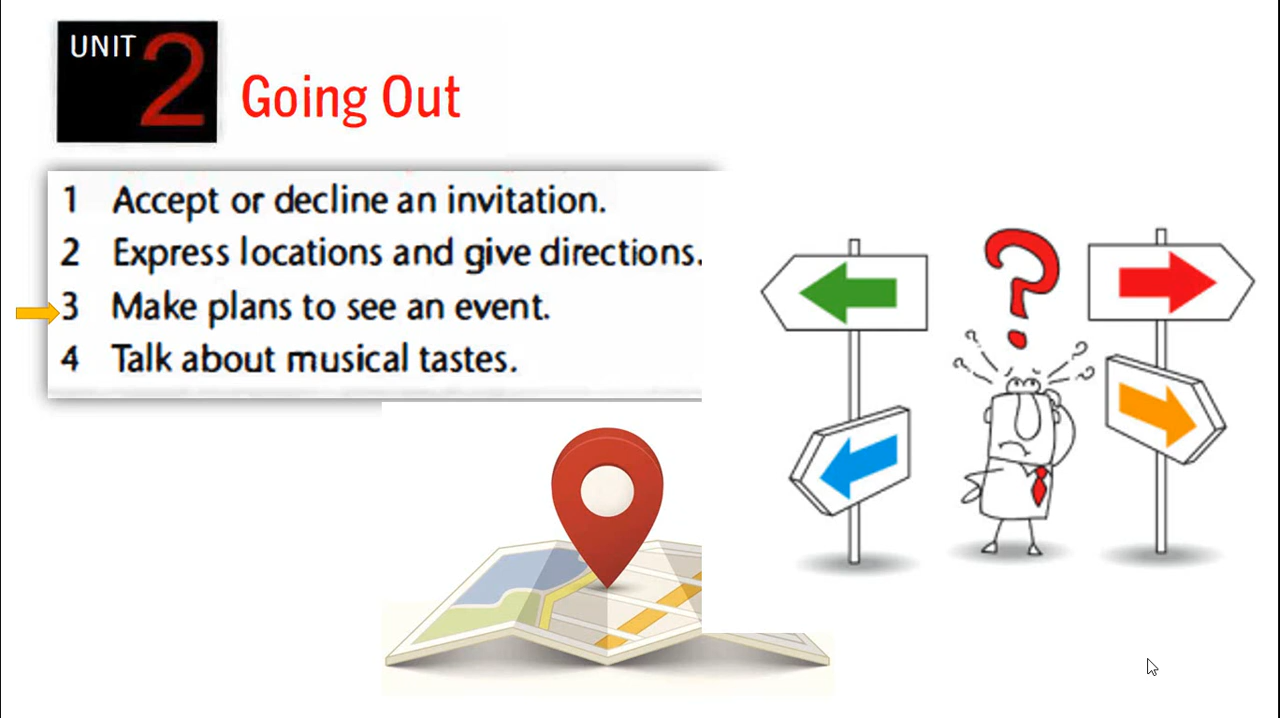 UNIT 2
Going Out
1 Accept or decline an invitation.
2 Express locations and give directions.
3 Make plans to see an event.
4 Talk about musical tastes.
?
? ? ? ?